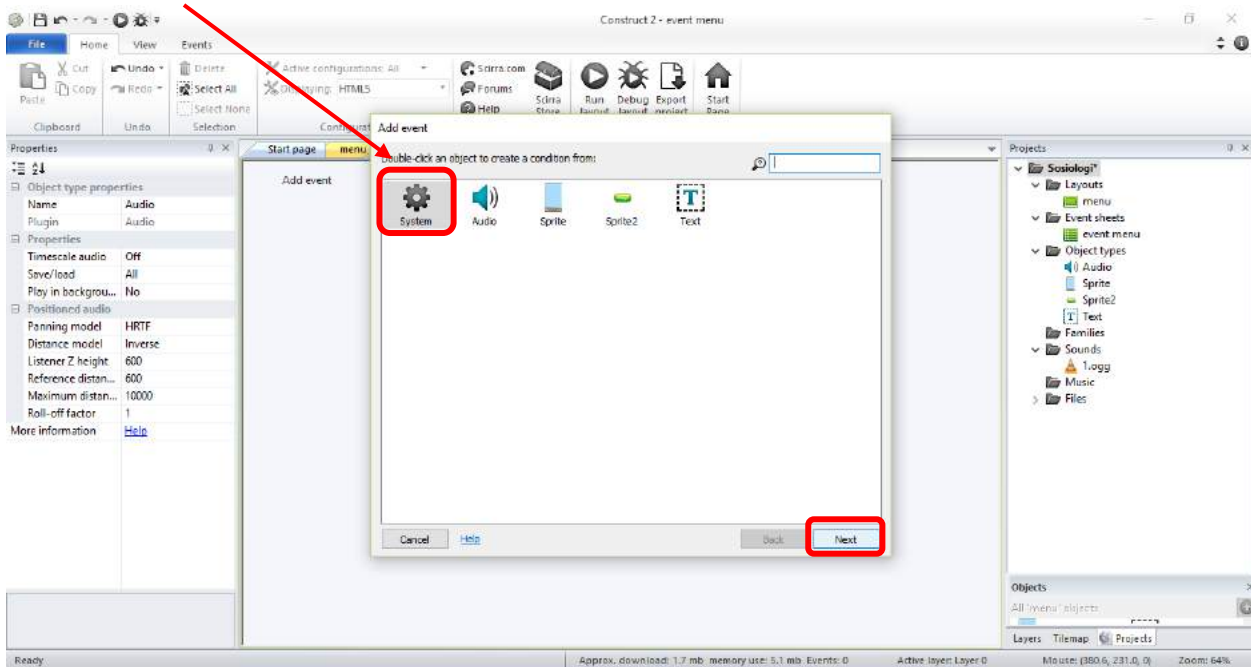 Construct 2 - event menu
File Home View Events
Paste
Cut
Copy
Clipboard
Undo
Redo
Undo
Delete
Select All
Select None
Selection
Active configurations: All
Displaying: HTML5
Configurat
Scirra.com
Forums
Help
Scirra Store
Run layout
Debug layout
Export project
Start Page
Properties
Object type properties
Name Audio
Plugin Audio
Properties
Timescale audio Off
Save/load All
Play in backgrou... No
Positioned audio
Panning model HRTF
Distance model Inverse
Listener Z height 600
Reference distan... 600
Maximum distan... 10000
Roll-off factor 1
More information Help
Start page menu
Add event
Add event
Double-click an object to create a condition from:
System Audio Sprite Sprite2 Text
Cancel Help Back Next
Projects
Sosiologi*
Layouts
menu
Event sheets
event menu
Object types
Audio
Sprite
Sprite2
Text
Families
Sounds
1.ogg
Music
Files
Objects
All 'menu' objects
Layers Tilemap Projects
Ready Approx. download: 1.7 mb memory use: 5.1 mb Events: 0 Active layer: Layer 0 Mouse: (380.6, 231.0, 0) Zoom: 64%